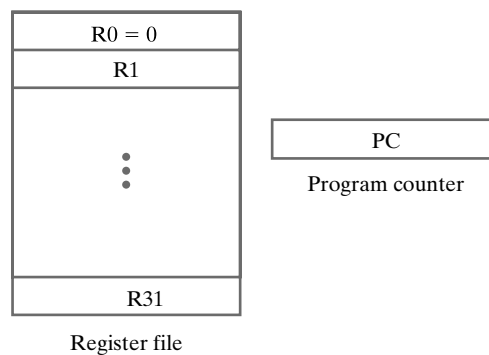 R0 = 0
R1
PC
Program counter
R31
Register file